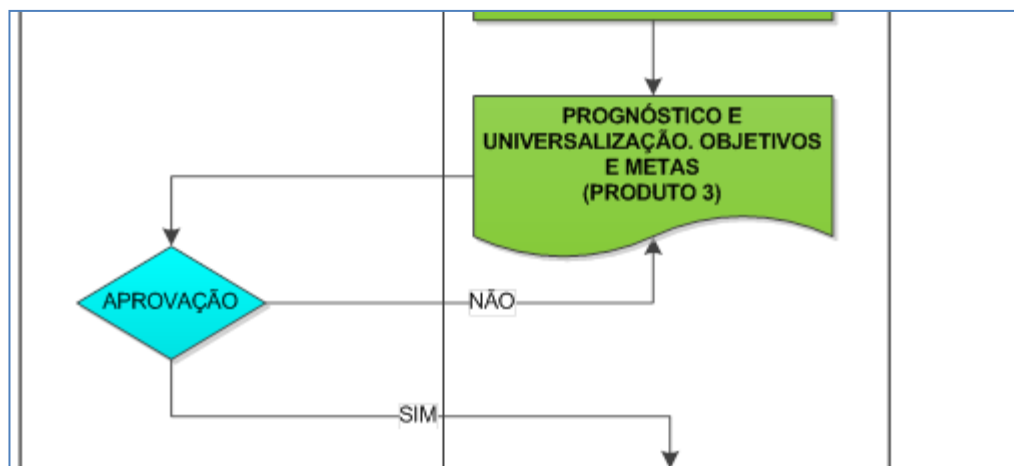 PROGNÓSTICO E
UNIVERSALIZAÇÃO. OBJETIVOS
E METAS
(PRODUTO 3)
APROVAÇÃO
NÃO
SIM